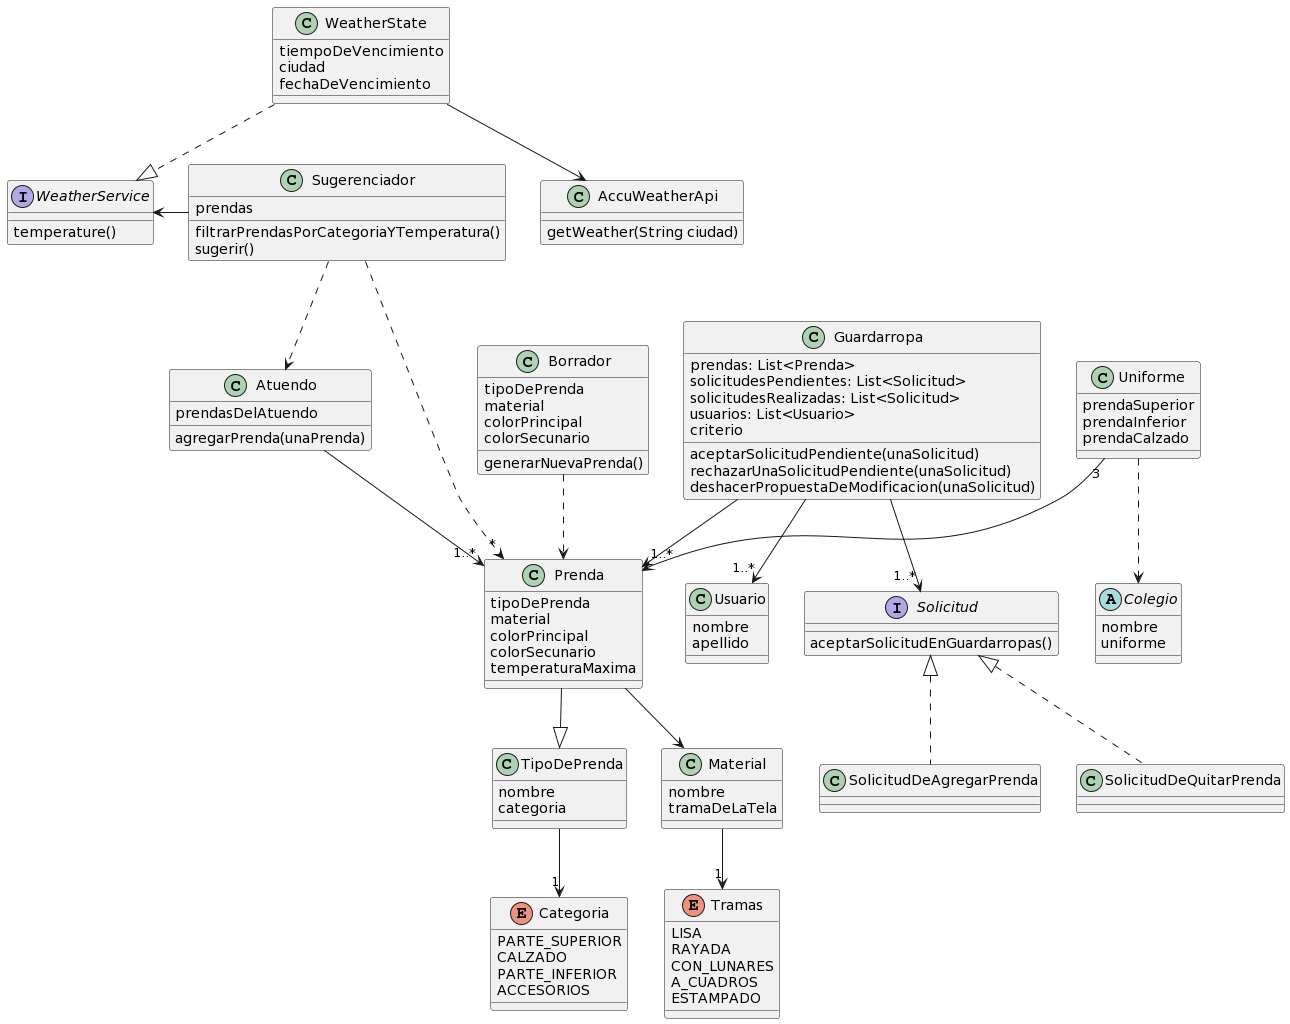 C WeatherState
tiempoDeVencimiento
ciudad
fechaDeVencimiento
I WeatherService
temperature()
C Sugerenciador
prendas
filtrarPrendasPorCategoriaYTemperatura()
sugerir()
C AccuWeatherApi
getWeather(String ciudad)
C Atuendo
prendasDelAtuendo
agregarPrenda(unaPrenda)
C Borrador
tipoDePrenda
material
colorPrincipal
colorSecunario
generarNuevaPrenda()
C Guardarropa
prendas: List<Prenda>
solicitudesPendientes: List<Solicitud>
solicitudesRealizadas: List<Solicitud>
usuarios: List<Usuario>
criterio
aceptarSolicitudPendiente(unaSolicitud)
rechazarUnaSolicitudPendiente(unaSolicitud)
deshacerPropuestaDeModificacion(unaSolicitud)
C Uniforme
prendaSuperior
prendaInferior
prendaCalzado
3
1..*
*
1..*
1..*
1..*
C Prenda
tipoDePrenda
material
colorPrincipal
colorSecunario
temperaturaMaxima
C Usuario
nombre
apellido
I Solicitud
aceptarSolicitudEnGuardarropas()
A Colegio
nombre
uniforme
C TipoDePrenda
nombre
categoria
C Material
nombre
tramaDeLaTela
C SolicitudDeAgregarPrenda
C SolicitudDeQuitarPrenda
1
1
E Categoria
PARTE_SUPERIOR
CALZADO
PARTE_INFERIOR
ACCESORIOS
E Tramas
LISA
RAYADA
CON_LUNARES
A_CUADROS
ESTAMPADO